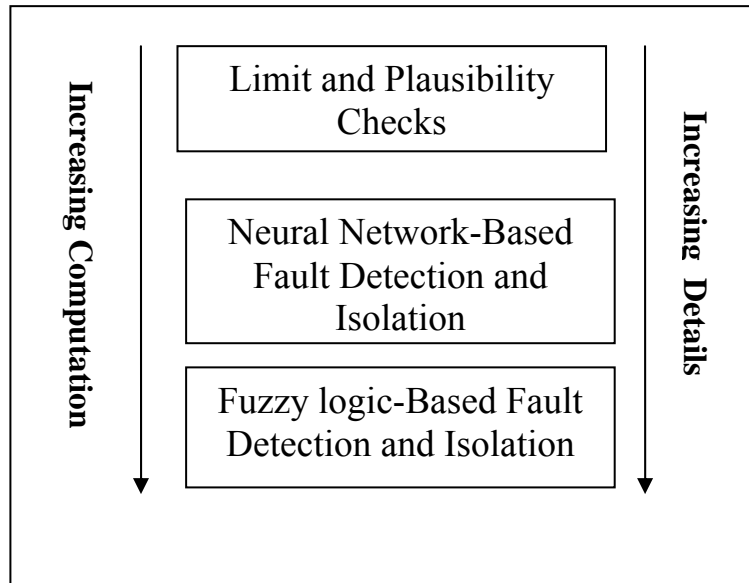 Limit and Plausibility
Checks
Increasing Computation
Increasing Details
Neural Network-Based
Fault Detection and
Isolation
Fuzzy logic-Based Fault
Detection and Isolation